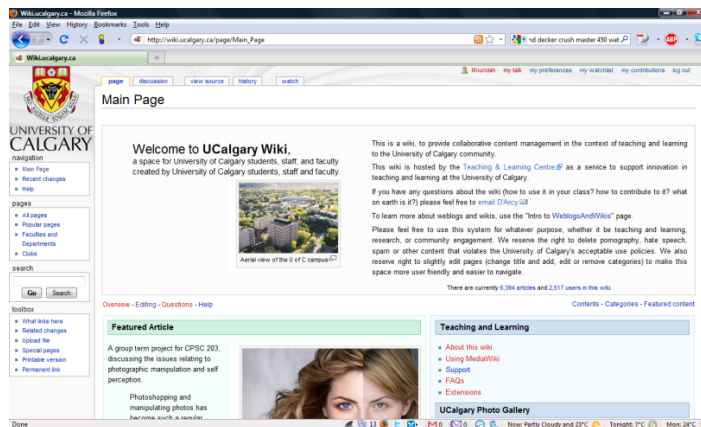 Wiki.ucalgary.ca - Mozilla Firefox
File Edit View History Bookmarks Tools Help
http://wiki.ucalgary.ca/page/Main_Page
nd decker crush master 450 wat
Wiki.ucalgary.ca
my talk my preferences my watchlist my contributions log out
page discussion view source history watch
Main Page
UNIVERSITY OF
CALGARY
navigation
Main Page
Recent changes
Help
pages
All pages
Popular pages
Faculties and
Departments
Clubs
search
Go Search
toolbox
What links here
Related changes
Upload file
Special pages
Printable version
Permanent link
Welcome to UCalgary Wiki,
a space for University of Calgary students, staff, and faculty
created by University of Calgary students, staff and faculty.
Aerial view of the U of C campus
This is a wiki, to provide collaborative content management in the context of teaching and learning
to the University of Calgary community.
This wiki is hosted by the Teaching & Learning Centre as a service to support innovation in
teaching and learning at the University of Calgary.
If you have any questions about the wiki (how to use it in your class? how to contribute to it? what
on earth is it?) please feel free to email D'Arcy
To learn more about weblogs and wikis, use the "Intro to WeblogsAndWikis" page.
Please feel free to use this system for whatever purpose, whether it be teaching and learning,
research, or community engagement. We reserve the right to delete pornography, hate speech,
spam or other content that violates the University of Calgary's acceptable use policies. We also
reserve right to slightly edit pages (change title and add, edit or remove categories) to make this
space more user friendly and easier to navigate.
There are currently 6,394 articles and 2,517 users in this wiki.
Overview - Editing - Questions - Help
Contents - Categories - Featured content
Featured Article
A group term project for CPSC 203,
discussing the issues relating to
photographic manipulation and self
perception.
Photoshopping and
manipulating photos has
become such a regular
Teaching and Learning
About this wiki
Using MediaWiki
Support
FAQs
Extensions
UCalgary Photo Gallery
Done
13 0 0 Now: Partly Cloudy and 23°C Tonight: 7°C Mon: 24°C